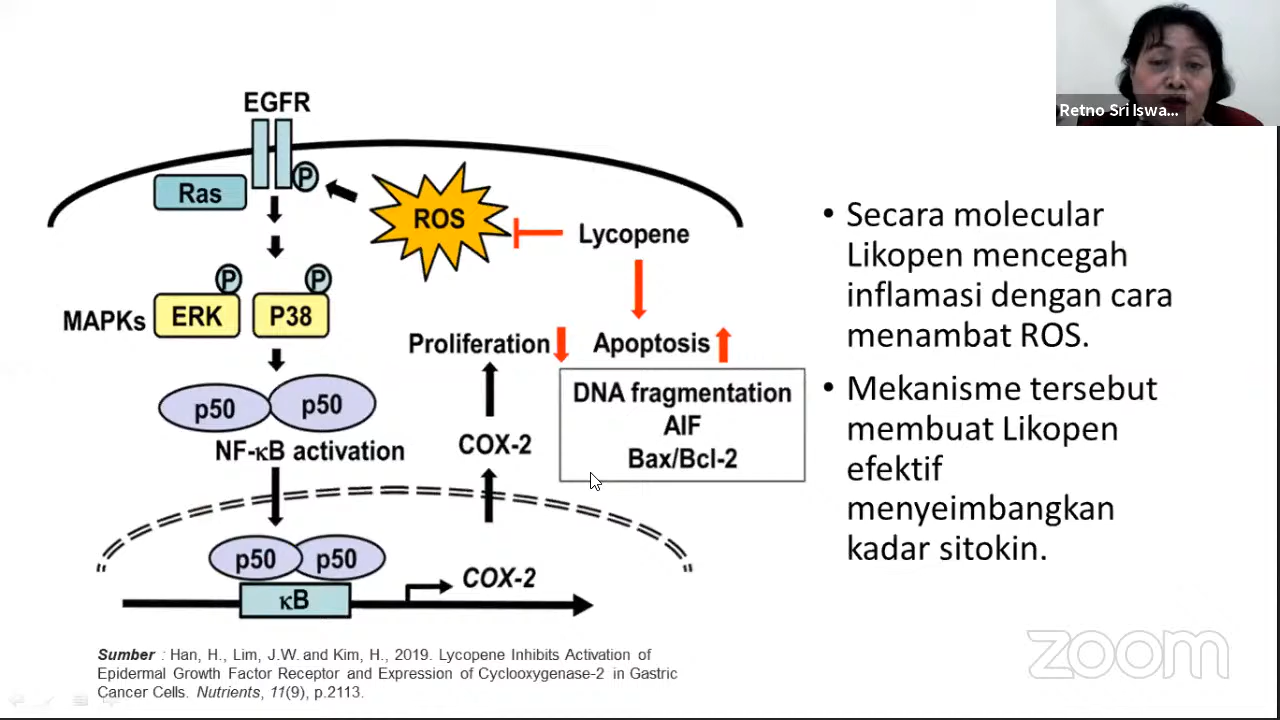 Retno Sri Iswa...
EGFR
P
Ras
ROS
Lycopene
P
P
MAPKs
ERK
P38
Proliferation
Apoptosis
p50
p50
DNA fragmentation
AIF
Bax/Bcl-2
NF-κB activation
COX-2
p50
p50
COX-2
κB
Sumber : Han, H., Lim, J.W. and Kim, H., 2019. Lycopene Inhibits Activation of
Epidermal Growth Factor Receptor and Expression of Cyclooxygenase-2 in Gastric
Cancer Cells. Nutrients, 11(9), p.2113.
• Secara molecular
Likopen mencegah
inflamasi dengan cara
menambat ROS.
• Mekanisme tersebut
membuat Likopen
efektif
menyeimbangkan
kadar sitokin.
zoom